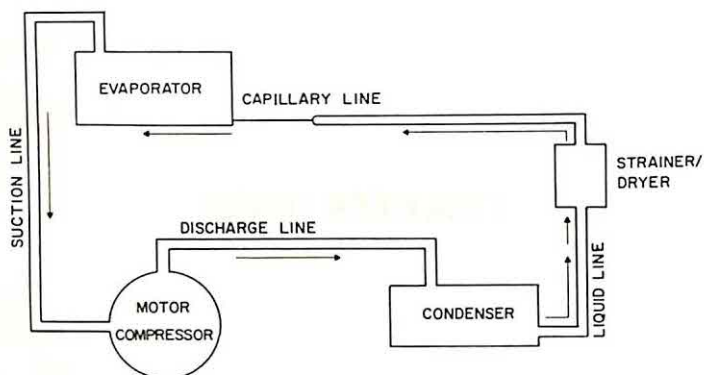 EVAPORATOR
CAPILLARY LINE
STRAINER/
DRYER
SUCTION LINE
DISCHARGE LINE
MOTOR
COMPRESSOR
CONDENSER
LIQUID LINE